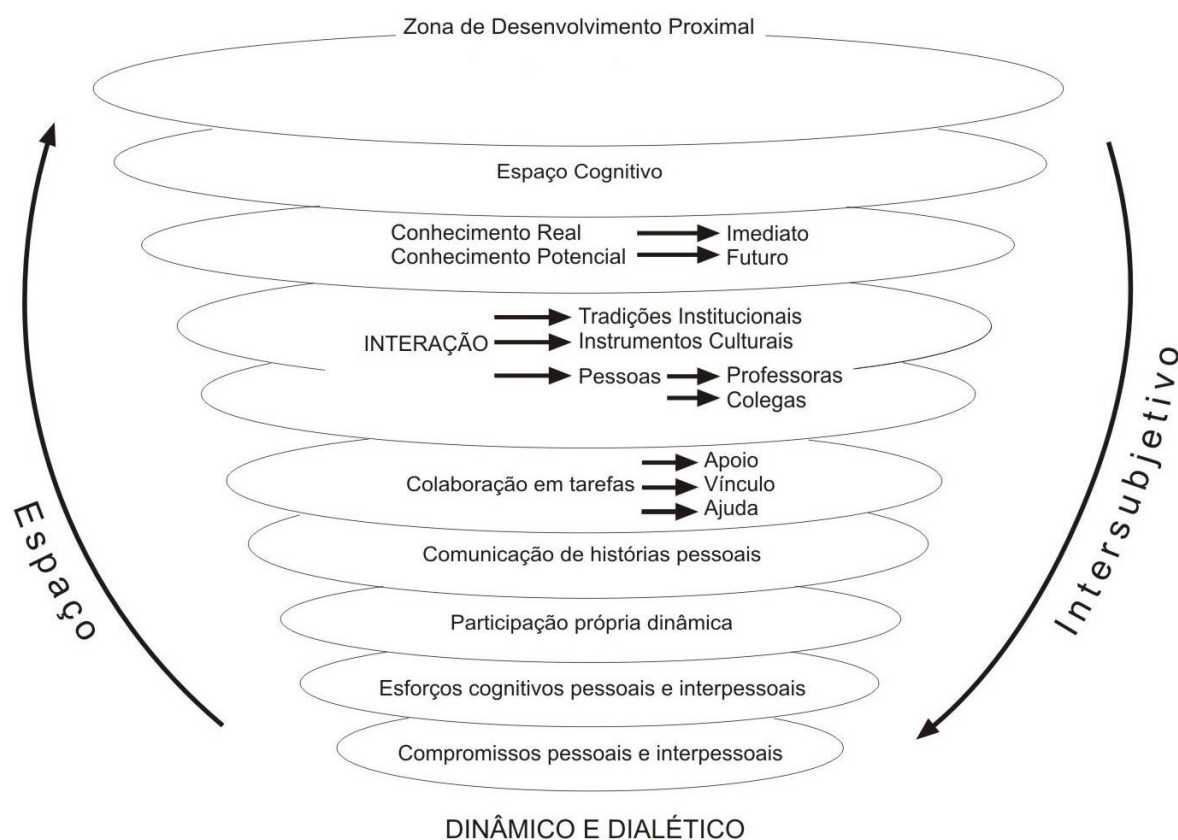 Zona de Desenvolvimento Proximal
Espaço Cognitivo
Conhecimento Real Imediato
Conhecimento Potencial Futuro
Tradições Institucionais
INTERAÇÃO Instrumentos Culturais
Pessoas Professoras
Colegas
Apoio
Colaboração em tarefas Vínculo
Ajuda
Comunicação de histórias pessoais
Participação própria dinâmica
Esforços cognitivos pessoais e interpessoais
Compromissos pessoais e interpessoais
Espaço
Intersubjetivo
DINÂMICO E DIALÉTICO